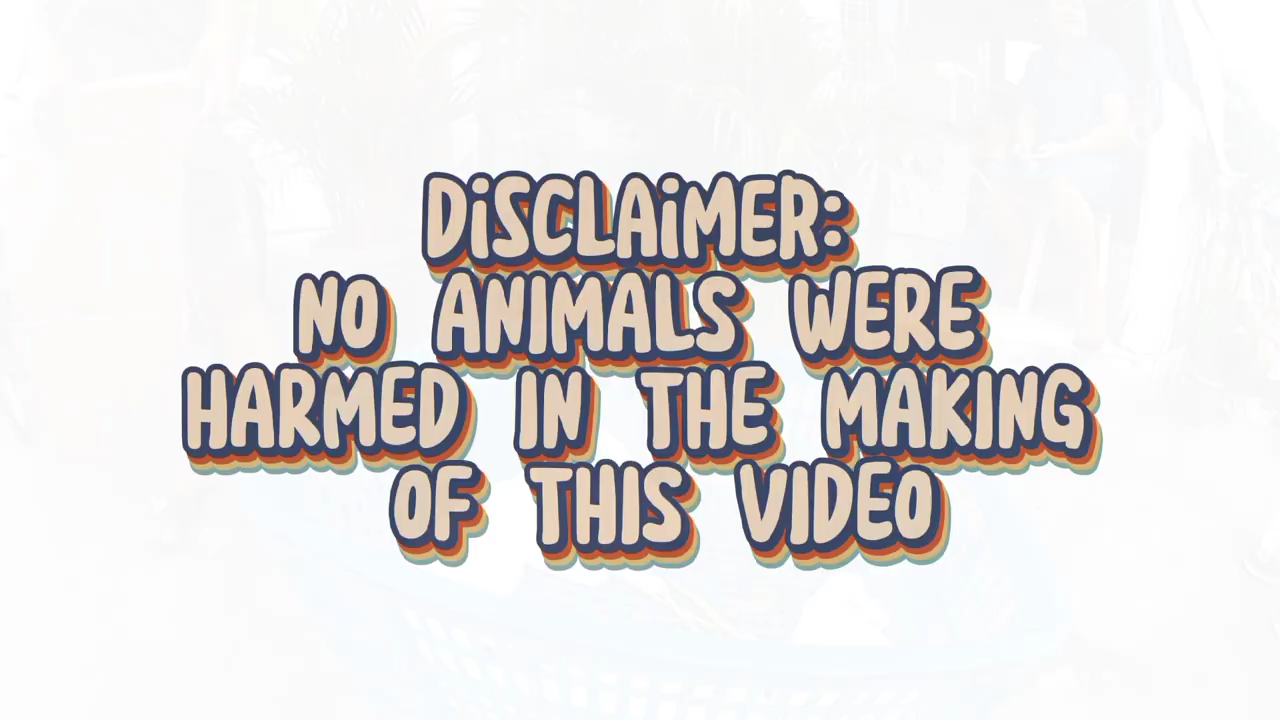 DiSCLAiMER:
NO ANIMALS WERE
HARMED IN THE MAKING
OF THIS VIDEO